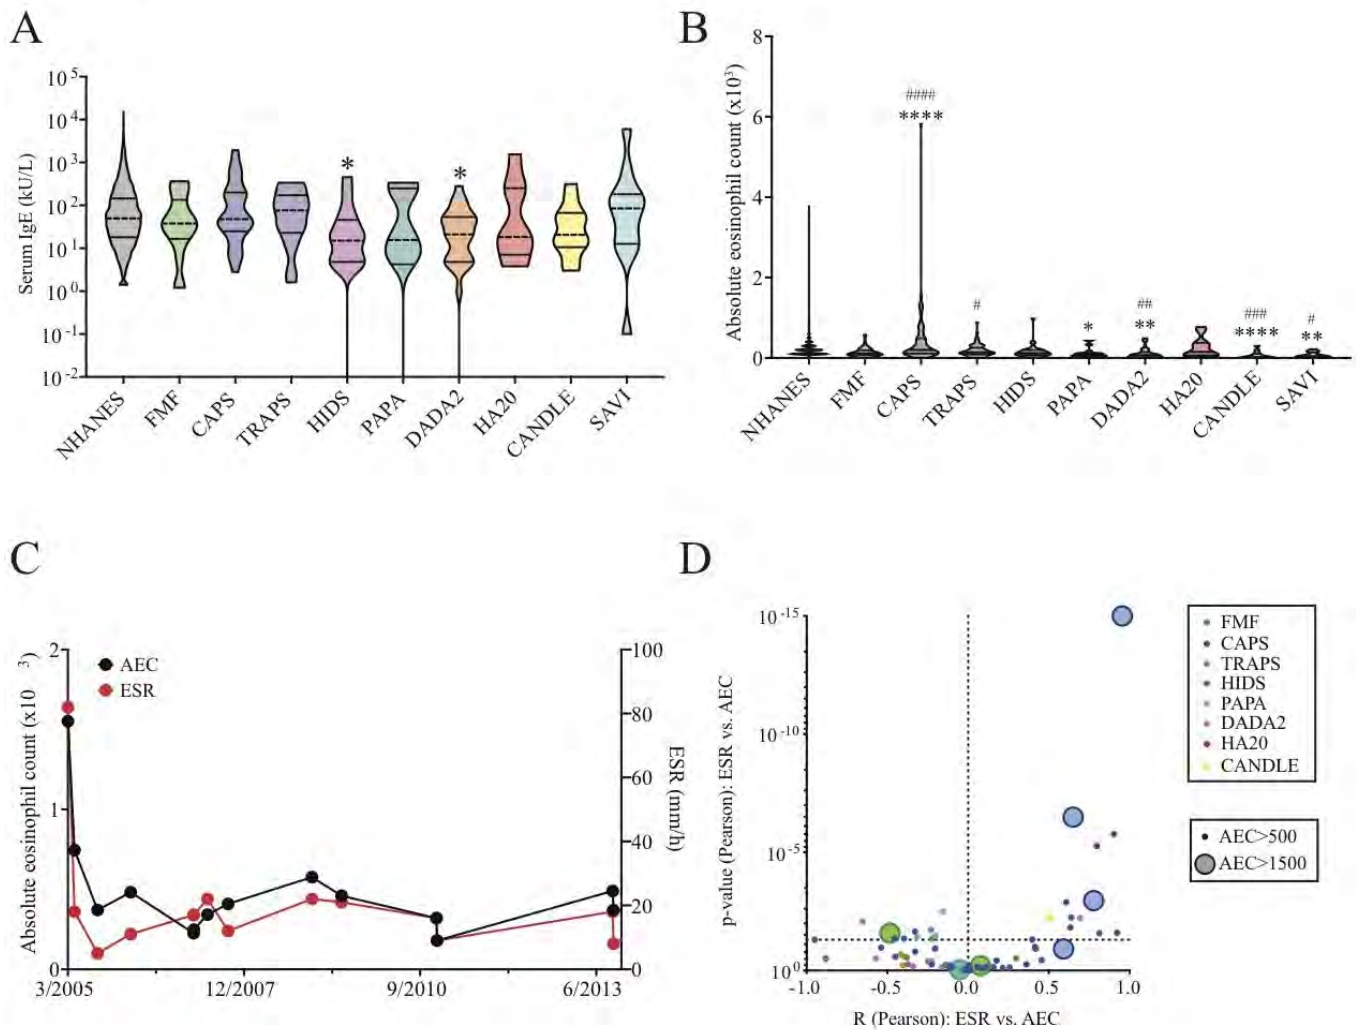 A
Serum IgE (kU/L)
10^5
10^4
10^3
10^2
10^1
10^0
10^-1
10^-2
*
*
NHANES
FMF
CAPS
TRAPS
HIDS
PAPA
DADA2
HA20
CANDLE
SAVI
B
Absolute eosinophil count (x10^3)
8
6
4
2
0
####
****
#
*
##
**
###
****
#
**
NHANES
FMF
CAPS
TRAPS
HIDS
PAPA
DADA2
HA20
CANDLE
SAVI
C
Absolute eosinophil count (x10 3)
2
1
0
AEC
ESR
100
80
60
40
20
0
ESR (mm/h)
3/2005
12/2007
9/2010
6/2013
D
p-value (Pearson): ESR vs. AEC
10^-15
10^-10
10^-5
10^0
-1.0
-0.5
0.0
0.5
1.0
R (Pearson): ESR vs. AEC
FMF
CAPS
TRAPS
HIDS
PAPA
DADA2
HA20
CANDLE
AEC>500
AEC>1500